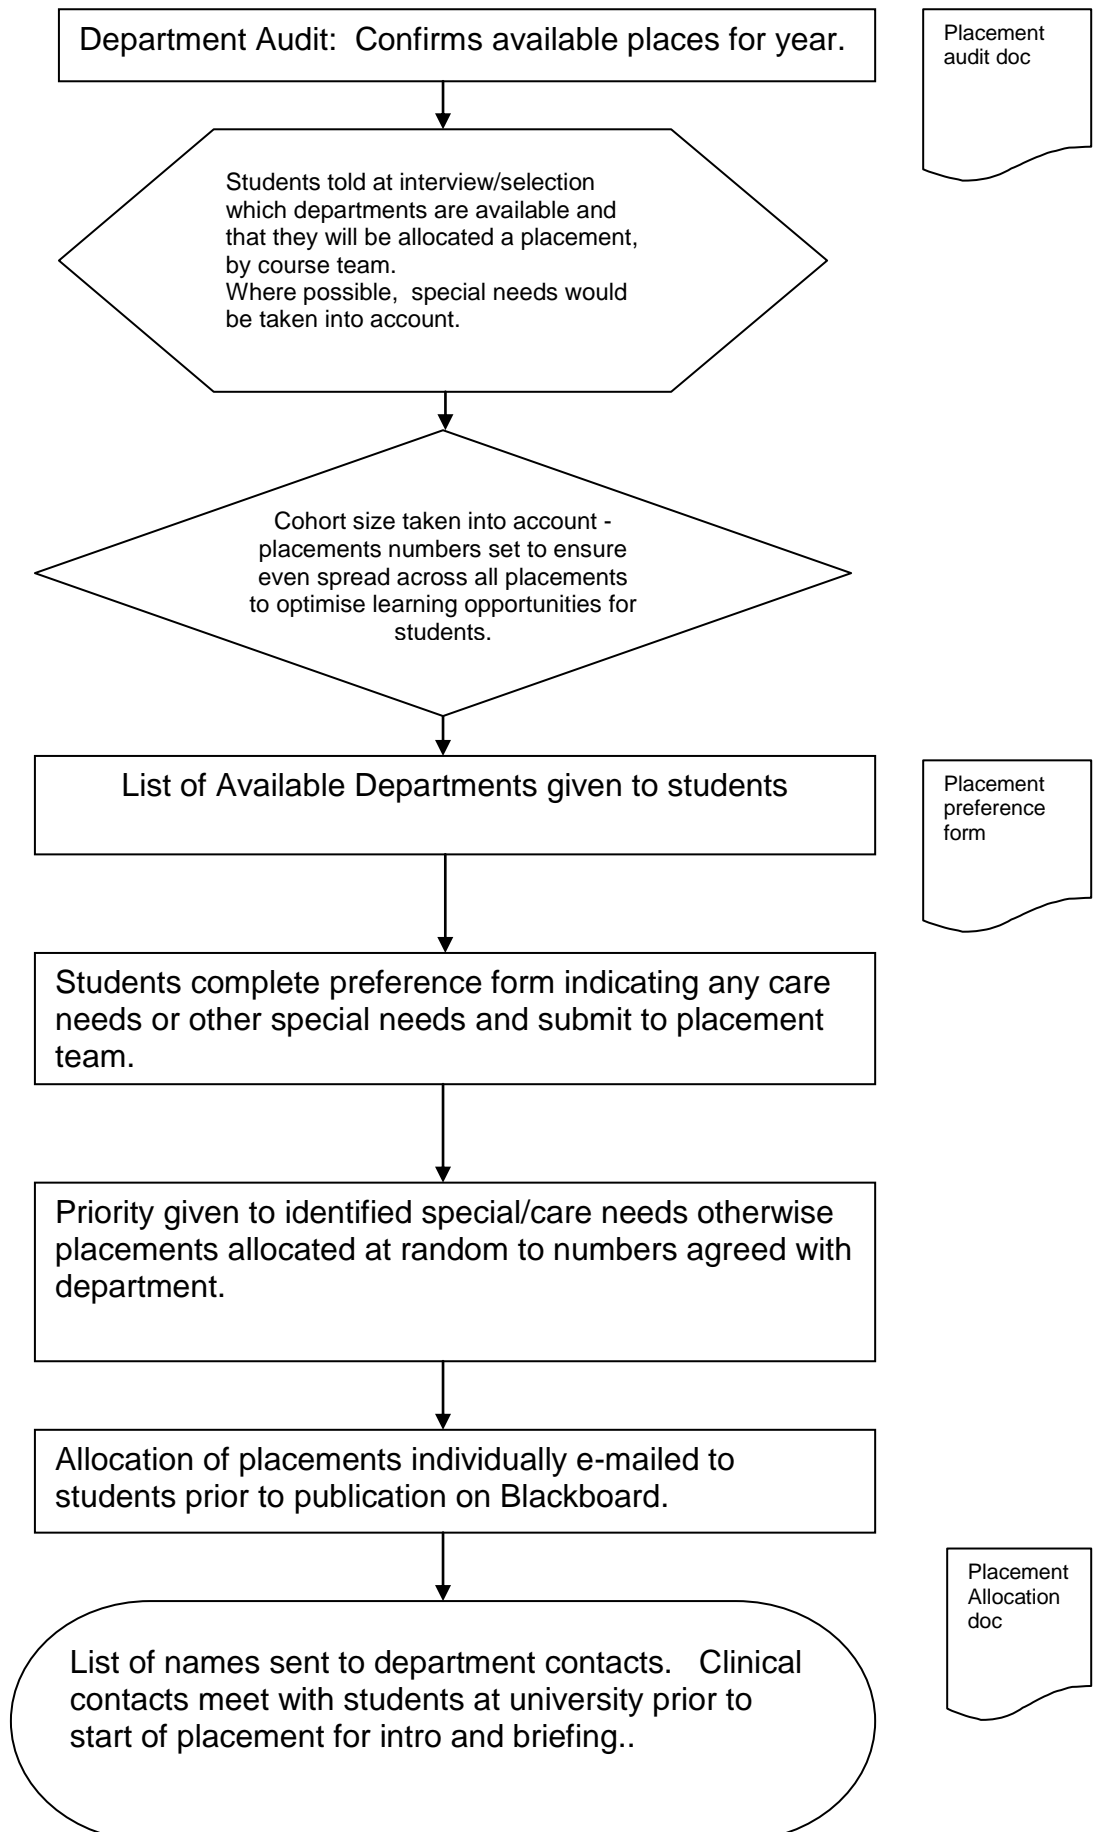 Department Audit:  Confirms available places for year.
Placement
audit doc
Students told at interview/selection
which departments are available and
that they will be allocated a placement,
by course team.
Where possible,  special needs would
be taken into account.
Cohort size taken into account -
placements numbers set to ensure
even spread across all placements
to optimise learning opportunities for
students.
List of Available Departments given to students
Placement
preference
form
Students complete preference form indicating any care
needs or other special needs and submit to placement
team.
Priority given to identified special/care needs otherwise
placements allocated at random to numbers agreed with
department.
Allocation of placements individually e-mailed to
students prior to publication on Blackboard.
Placement
Allocation
doc
List of names sent to department contacts.   Clinical
contacts meet with students at university prior to
start of placement for intro and briefing..